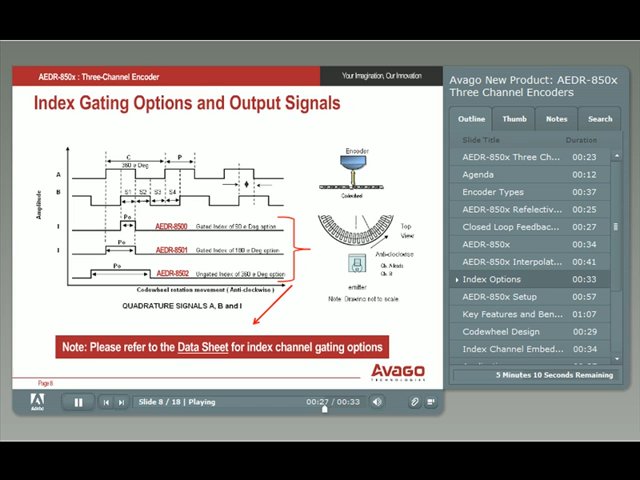 AEDR-850x : Three-Channel Encoder
Your Imagination, Our Innovation
Index Gating Options and Output Signals
C
P
360 e Deg
A
B
S1 S2 S3 S4
Amplitude
Po
I
AEDR-8500
Gated Index of 90 e Deg option
Po
I
AEDR-8501
Gated Index of 180 e Deg option
Po
AEDR-8502
Ungated Index of 360 e Deg option
Codewheel rotation movement (Anti-clockwise)
QUADRATURE SIGNALS A, B and I
Encoder
Codewheel
Top
View
Anti-clockwise
emitter
Note: Drawing not to scale
Note: Please refer to the Data Sheet for index channel gating options
AVAGO
TECHNOLOGIES
Page 8
Adobe
Slide 8 / 18 | Playing
00:27 / 00:33
Avago New Product: AEDR-850x
Three Channel Encoders
Outline Thumb Notes Search
Slide Title Duration
AEDR-850x Three Ch... 00:23
Agenda 00:12
Encoder Types 00:37
AEDR-850x Refelectiv... 00:25
Closed Loop Feedbac... 00:27
AEDR-850x 00:34
AEDR-850x Interpolat... 00:41
Index Options 00:33
AEDR-850x Setup 00:57
Key Features and Ben... 01:07
Codewheel Design 00:29
Index Channel Embed... 00:34
5 Minutes 10 Seconds Remaining